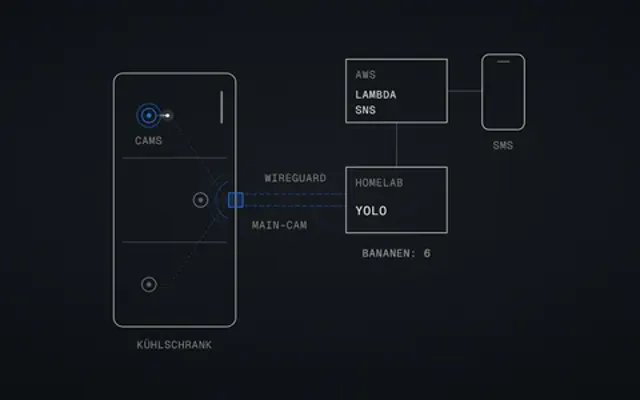 AWS
LAMBDA
SNS
CAMS
SMS
WIREGUARD
HOMELAB
YOLO
MAIN-CAM
BANANEN: 6
KÜHLSCHRANK